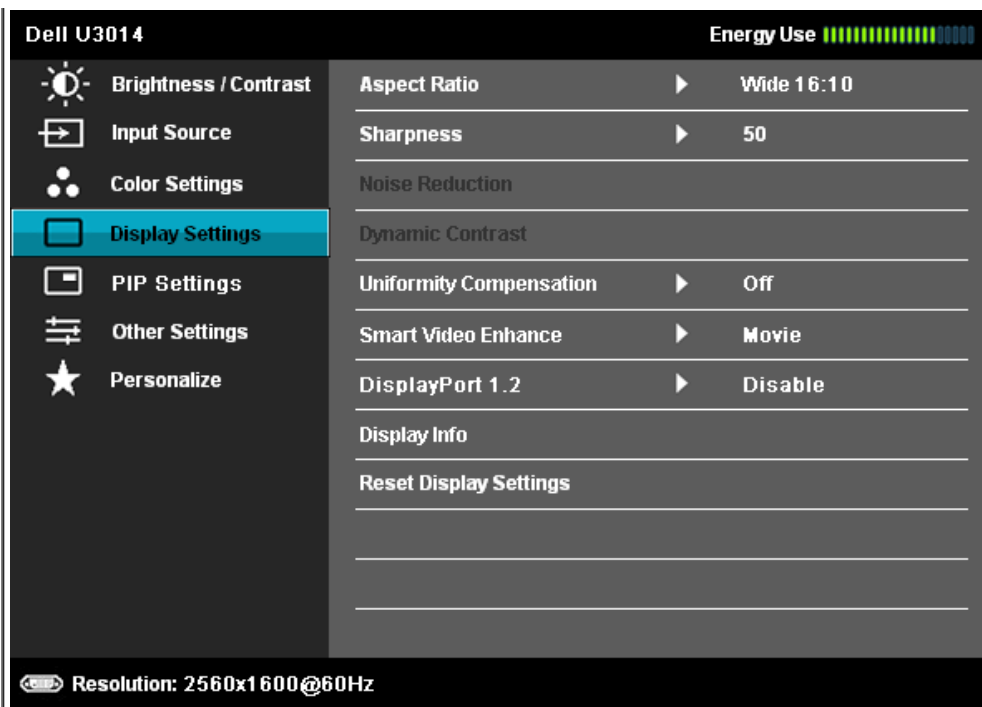 Dell U3014
Energy Use
Brightness / Contrast
Input Source
Color Settings
Display Settings
PIP Settings
Other Settings
Personalize
Aspect Ratio Wide 16:10
Sharpness 50
Noise Reduction
Dynamic Contrast
Uniformity Compensation Off
Smart Video Enhance Movie
DisplayPort 1.2 Disable
Display Info
Reset Display Settings
Resolution: 2560x1600@60Hz